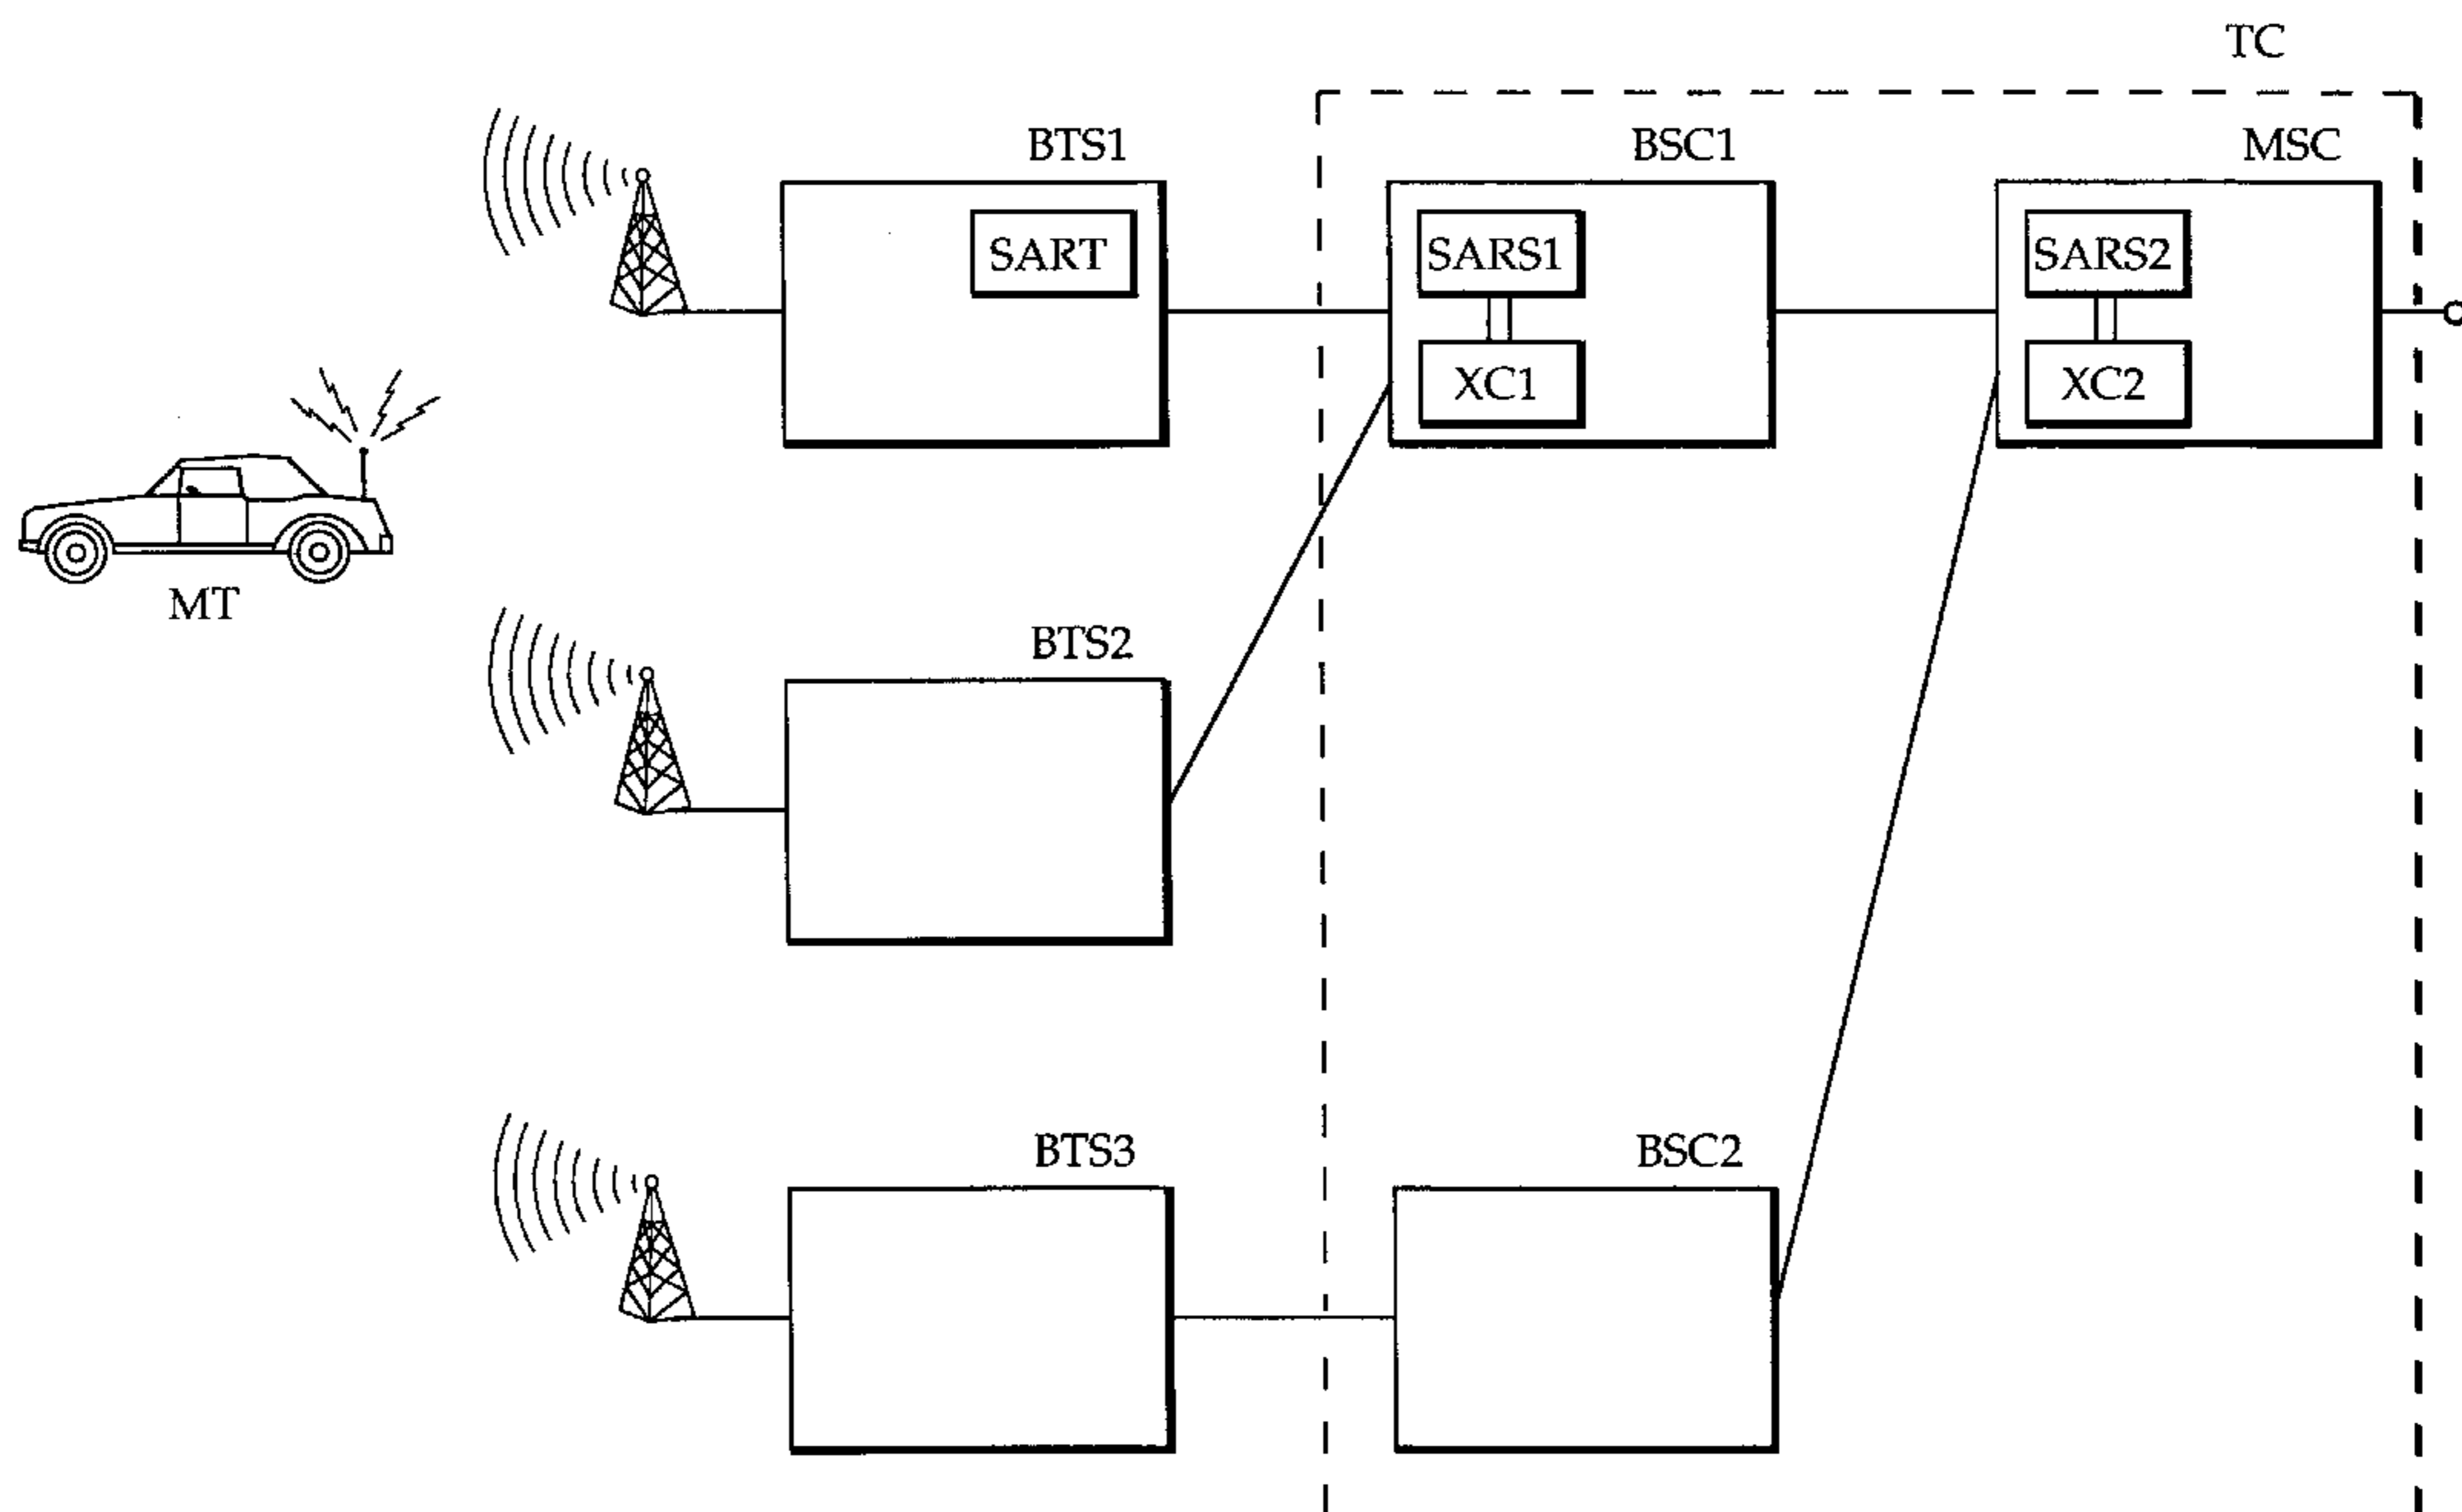 TC
BTS1
BSC1
MSC
SART
SARS1
SARS2
XC1
XC2
MT
BTS2
BTS3
BSC2